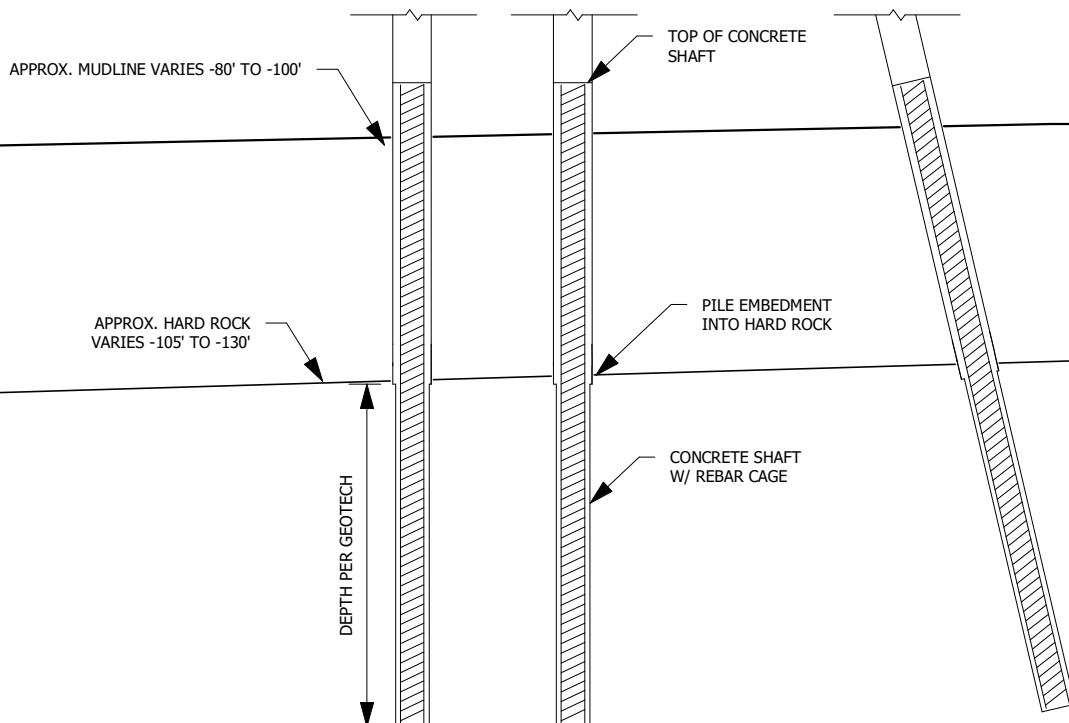 TOP OF CONCRETE
SHAFT
APPROX. MUDLINE VARIES -80' TO -100'
PILE EMBEDMENT
INTO HARD ROCK
APPROX. HARD ROCK
VARIES -105' TO -130'
CONCRETE SHAFT
W/ REBAR CAGE
DEPTH PER GEOTECH